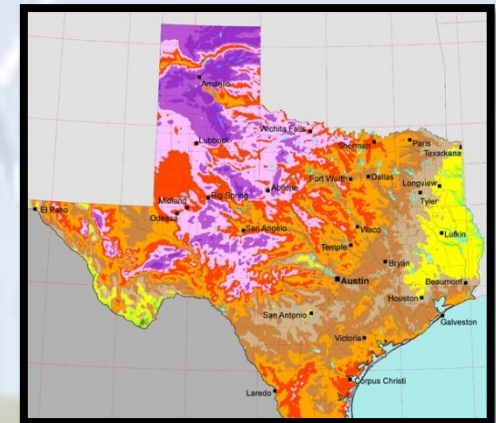 Amarillo
Lubbock
Wichita Falls
Sherman
Paris
Texarkana
Fort Worth
Dallas
Longview
Tyler
Big Spring
Abilene
Midland
Odessa
El Paso
San Angelo
Waco
Lufkin
Temple
Bryan
Austin
Beaumont
Houston
San Antonio
Galveston
Victoria
Corpus Christi
Laredo